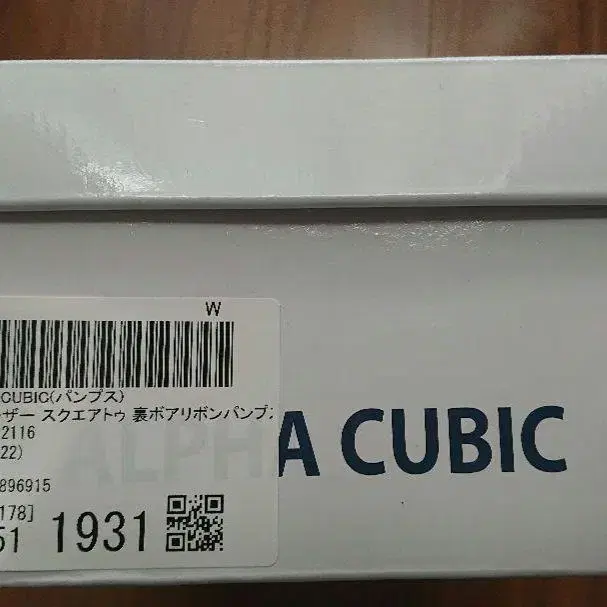 W
CUBIC(パンプス)
ザー スクエアトゥ 裏ボアリボンパンプス
2116
22)
896915
178]
51 1931
ALPHA CUBIC